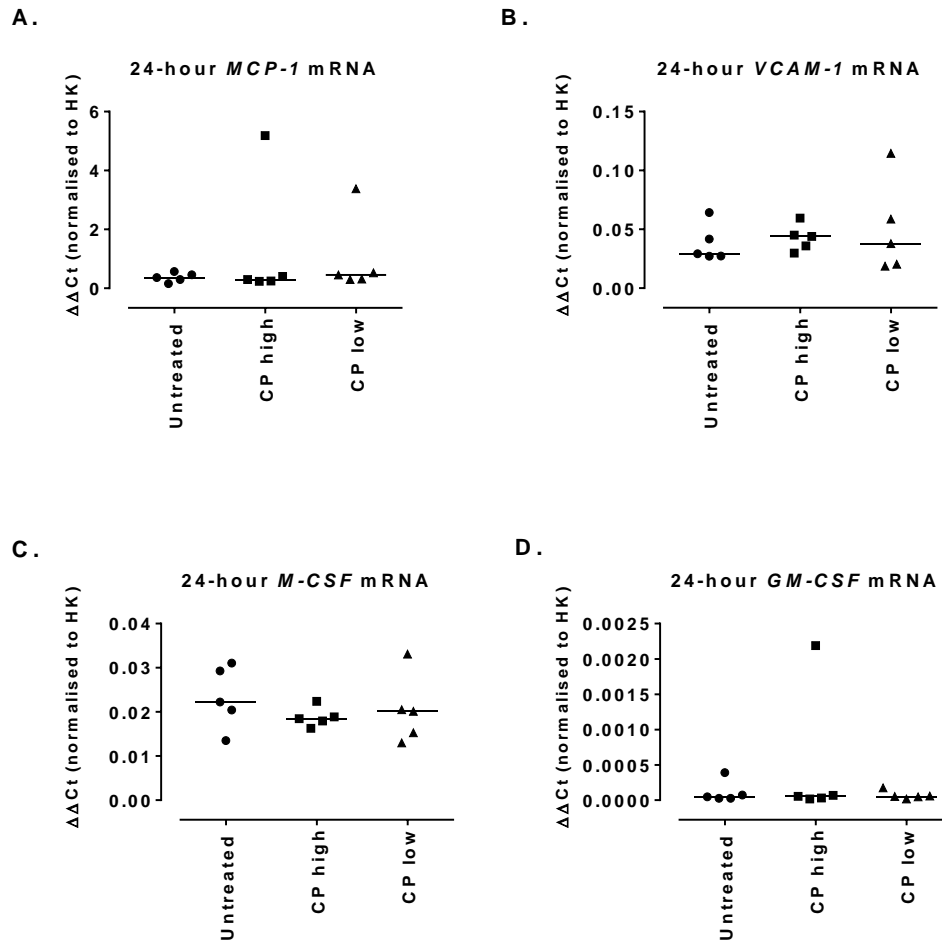 A.
24-hour MCP-1 mRNA
ΔΔCt (normalised to HK)
6
4
2
0
Untreated
CP high
CP low
B.
24-hour VCAM-1 mRNA
ΔΔCt (normalised to HK)
0.15
0.10
0.05
0.00
Untreated
CP high
CP low
C.
24-hour M-CSF mRNA
ΔΔCt (normalised to HK)
0.04
0.03
0.02
0.01
0.00
Untreated
CP high
CP low
D.
24-hour GM-CSF mRNA
ΔΔCt (normalised to HK)
0.0025
0.0020
0.0015
0.0010
0.0005
0.0000
Untreated
CP high
CP low